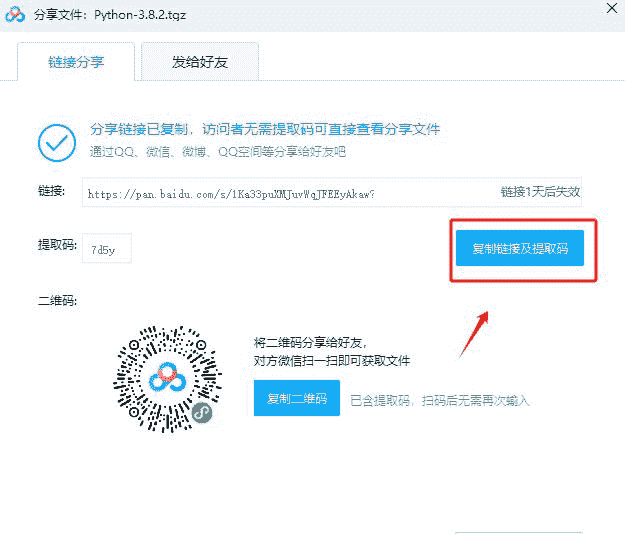 分享文件：Python-3.8.2.tgz
链接分享
发给好友
分享链接已复制，访问者无需提取码可直接查看分享文件
通过QQ、微信、微博、QQ空间等分享给好友吧
链接: https://pan.baidu.com/s/1Ka33puXMJuvWqJFEEyAkaw? 链接1天后失效
提取码: 7d5y 复制链接及提取码
二维码:
将二维码分享给好友，
对方微信扫一扫即可获取文件
复制二维码 已含提取码，扫码后无需再次输入